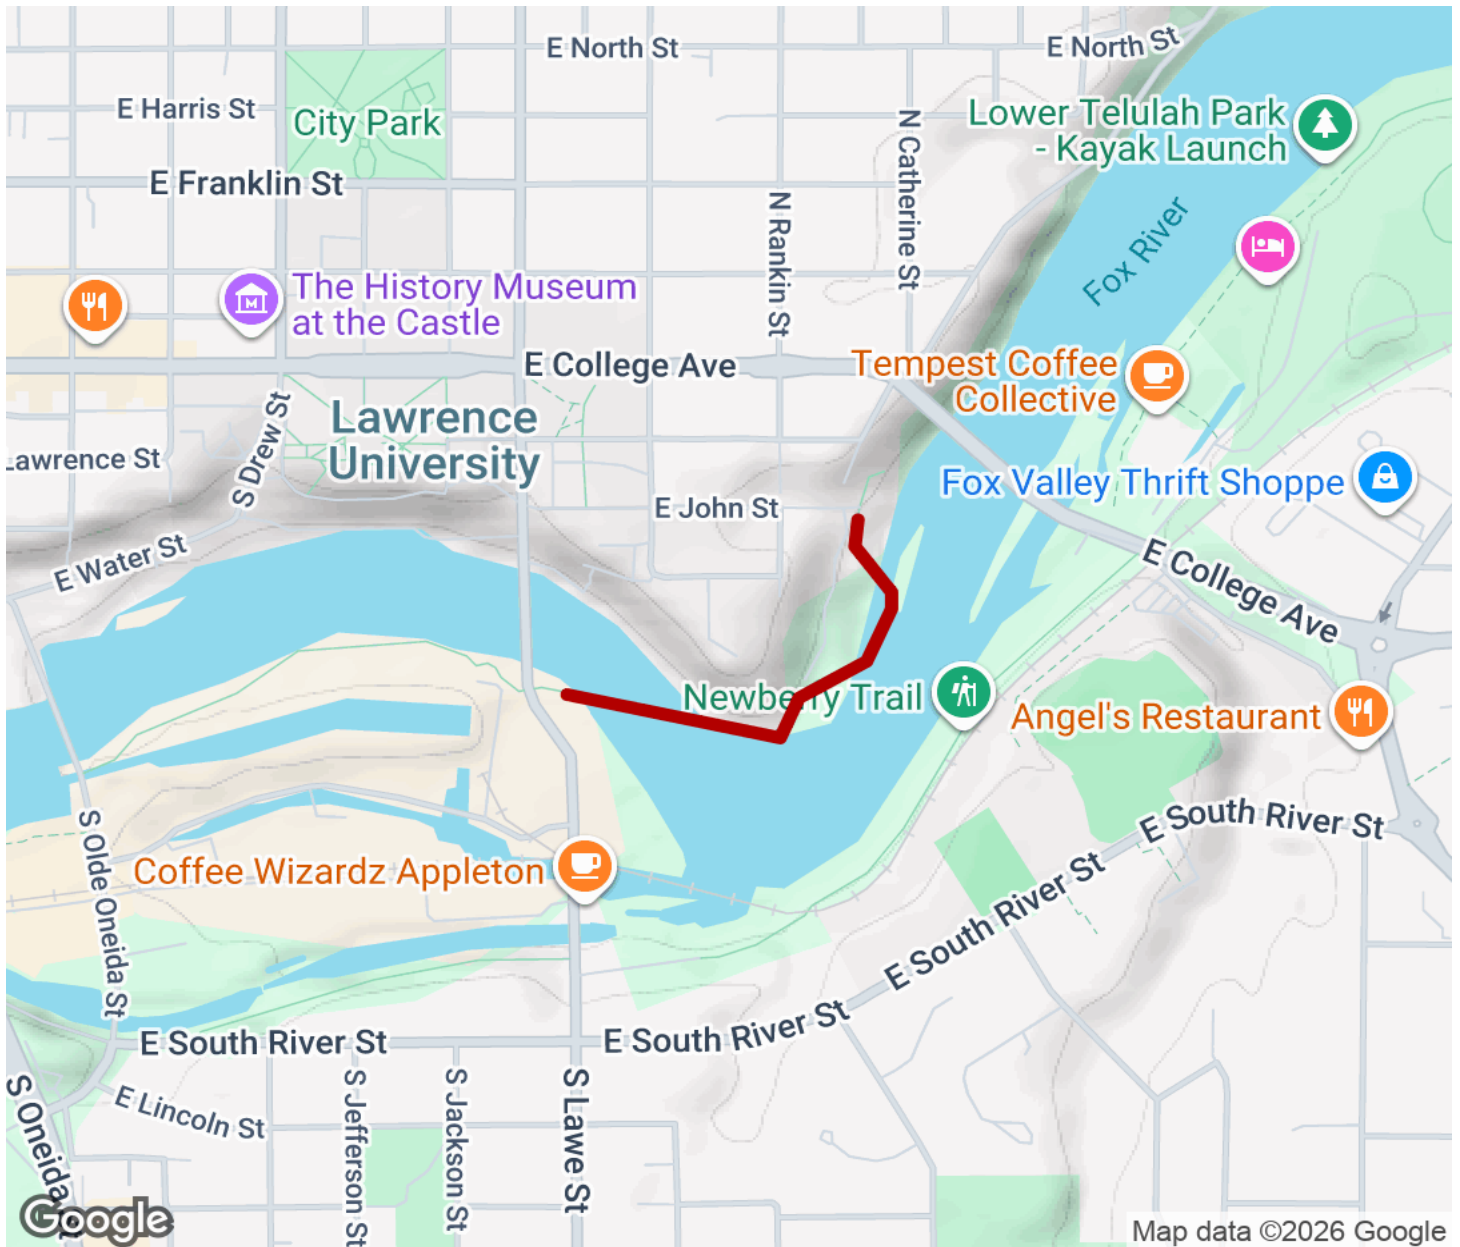 E North St
E North St
E Harris St
City Park
N Catherine St
Lower Telulah Park
- Kayak Launch
E Franklin St
N Rankin St
Fox River
The History Museum
at the Castle
E College Ave
Tempest Coffee
Collective
S Drew St
Lawrence
University
Lawrence St
Fox Valley Thrift Shoppe
E John St
E Water St
E College Ave
Newberry Trail
Angel's Restaurant
S Olde Oneida St
E South River St
Coffee Wizardz Appleton
E South River St
E South River St
E South River St
S Oneida St
E Lincoln St
S Jefferson St
S Jackson St
S Lawe St
Google
Map data ©2026 Google